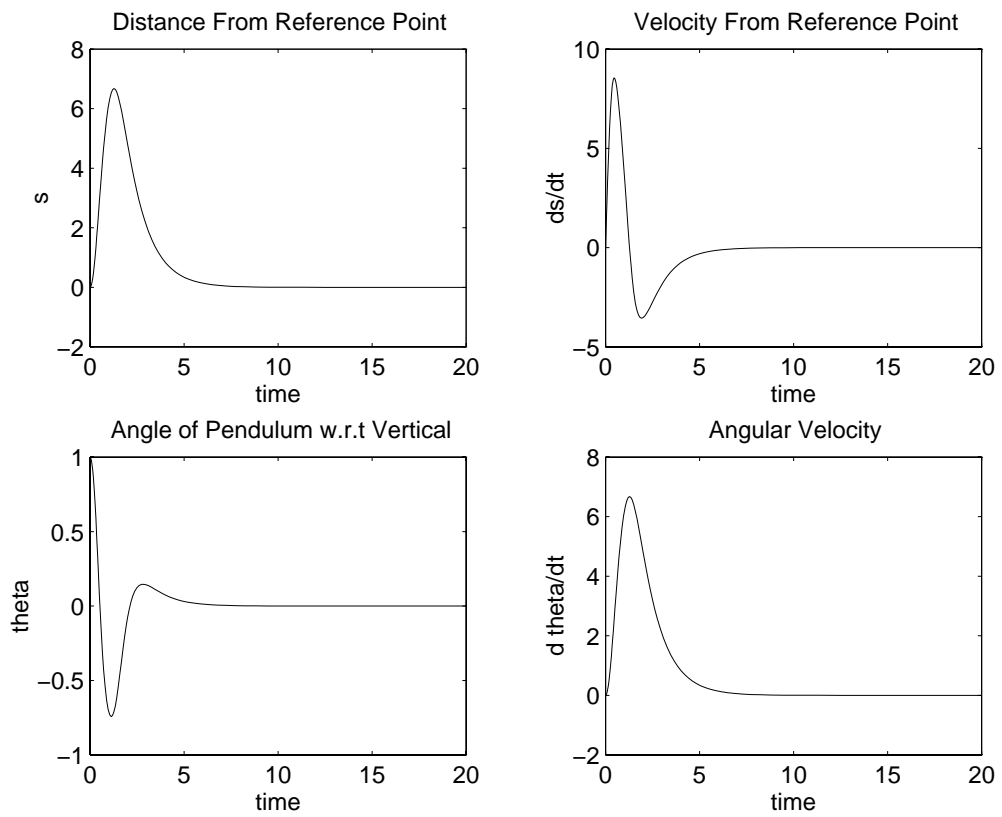 Distance From Reference Point
8
6
4
2
0
−2
s
0 5 10 15 20
time
Velocity From Reference Point
10
5
0
−5
ds/dt
0 5 10 15 20
time
Angle of Pendulum w.r.t Vertical
1
0.5
0
−0.5
−1
theta
0 5 10 15 20
time
Angular Velocity
8
6
4
2
0
−2
d theta/dt
0 5 10 15 20
time